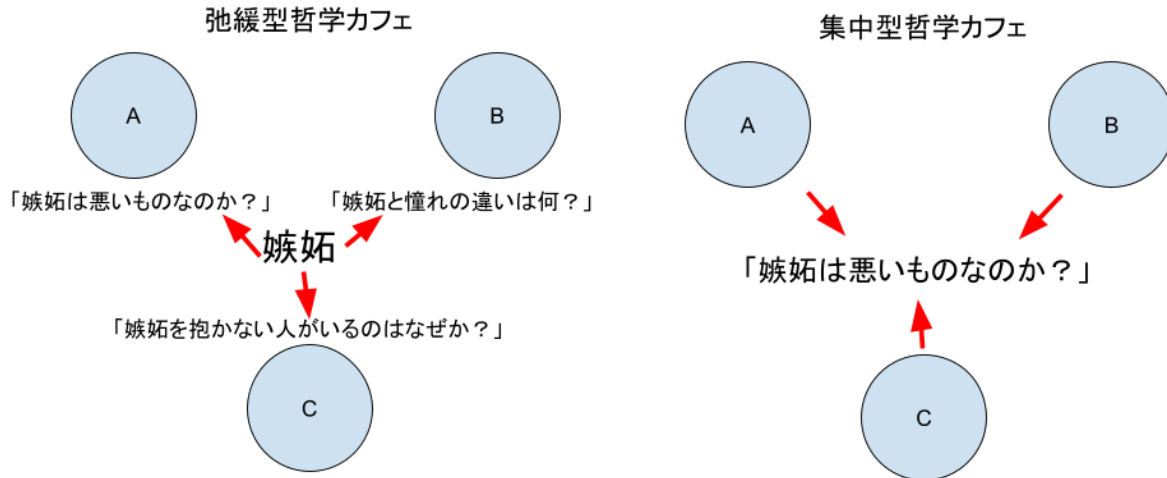 弛緩型哲学カフェ
A
B
「嫉妬は悪いものなのか？」
「嫉妬と憧れの違いは何？」
嫉妬
「嫉妬を抱かない人がいるのはなぜか？」
C
集中型哲学カフェ
A
B
「嫉妬は悪いものなのか？」
C